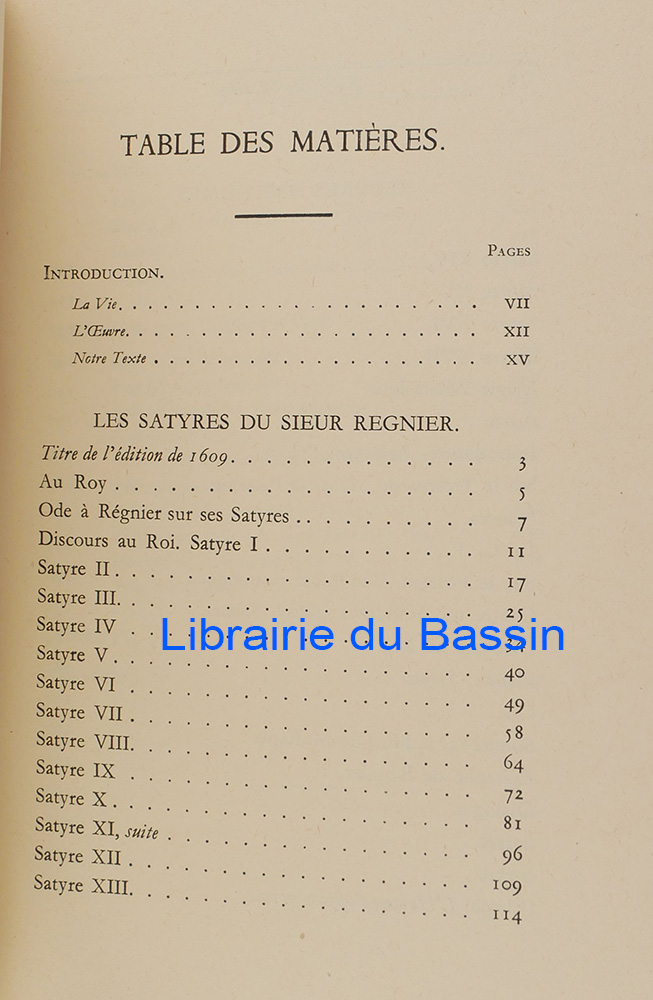 TABLE DES MATIÈRES.
PAGES
INTRODUCTION.
La Vie. . . . . . . . . . . . . . . . . . . . . . . . VII
L'Œuvre. . . . . . . . . . . . . . . . . . . . . . . XII
Notre Texte . . . . . . . . . . . . . . . . . . . . . XV
LES SATYRES DU SIEUR REGNIER.
Titre de l'édition de 1609. . . . . . . . . . . . . . 3
Au Roy . . . . . . . . . . . . . . . . . . . . 5
Ode à Régnier sur ses Satyres . . . . . . . . . . . 7
Discours au Roi. Satyre I . . . . . . . . . . . . 11
Satyre II. . . . . . . . . . . . . . . . . . . . 17
Satyre III. . . . . . . . . . . . . . . . . . . . 25
Satyre IV . . . . . . . . . . . . . . . . . . . 34
Librairie du Bassin
Satyre V. . . . . . . . . . . . . . . . . . . . 40
Satyre VI . . . . . . . . . . . . . . . . . . . 49
Satyre VII . . . . . . . . . . . . . . . . . . . 58
Satyre VIII. . . . . . . . . . . . . . . . . . . 64
Satyre IX . . . . . . . . . . . . . . . . . . . 72
Satyre X. . . . . . . . . . . . . . . . . . . . 81
Satyre XI, suite . . . . . . . . . . . . . . . . . 96
Satyre XII . . . . . . . . . . . . . . . . . . . 109
Satyre XIII. . . . . . . . . . . . . . . . . . . 114